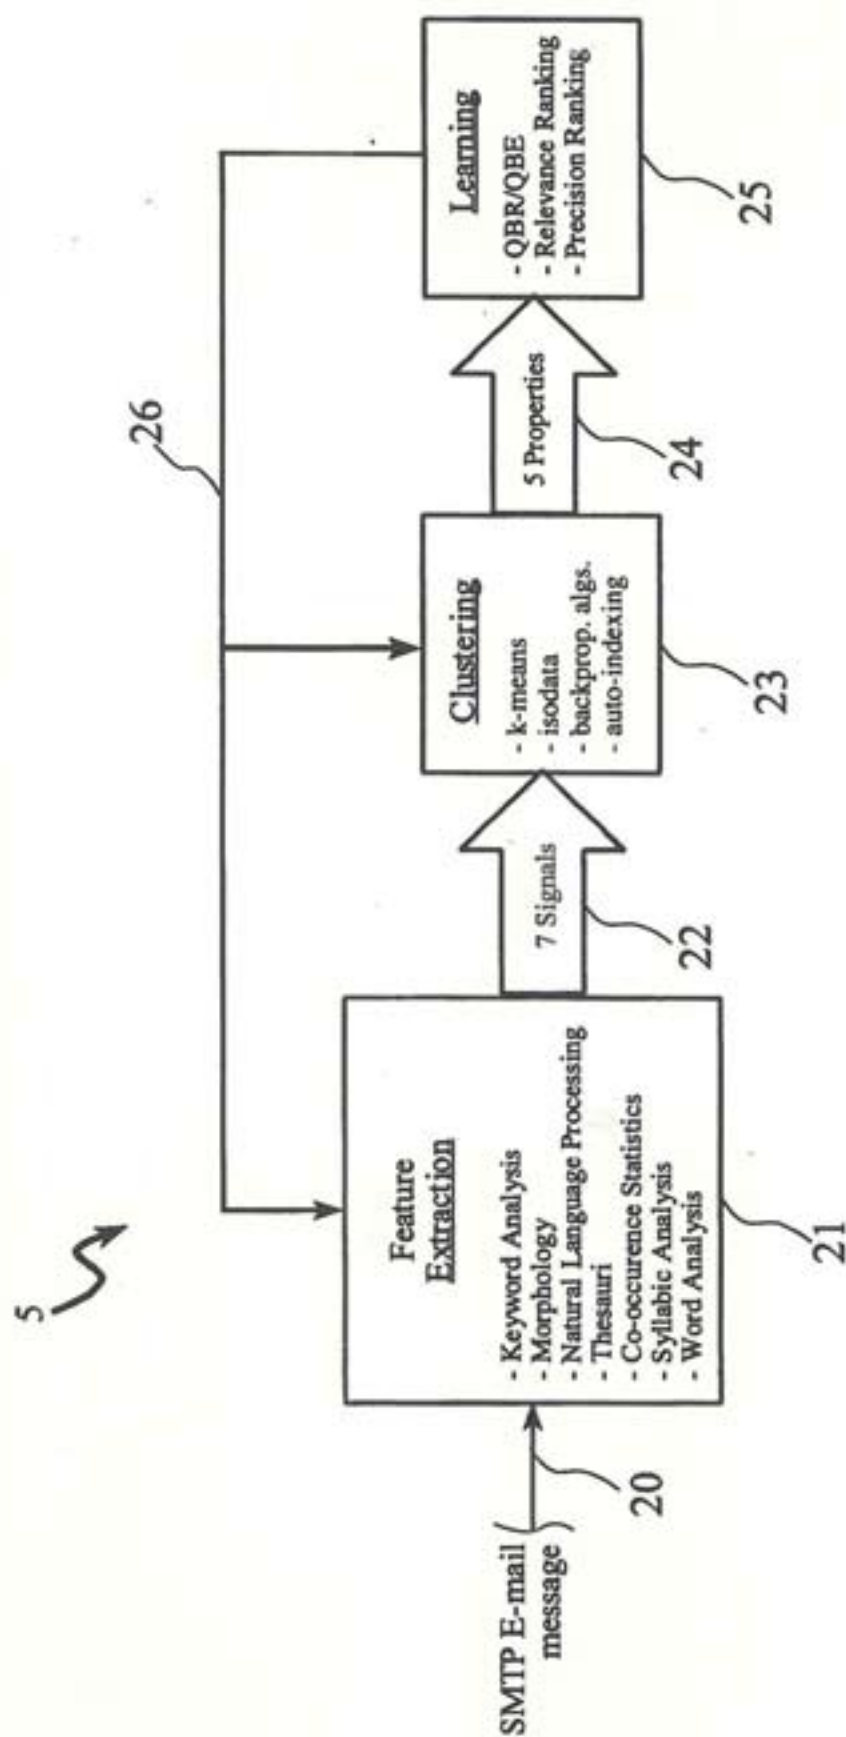 5
26
SMTP E-mail
message
20
Feature
Extraction
- Keyword Analysis
- Morphology
- Natural Language Processing
- Thesauri
- Co-occurence Statistics
- Syllabic Analysis
- Word Analysis
21
7 Signals
22
Clustering
- k-means
- isodata
- backprop. algs.
- auto-indexing
23
5 Properties
24
Learning
- QBR/QBE
- Relevance Ranking
- Precision Ranking
25